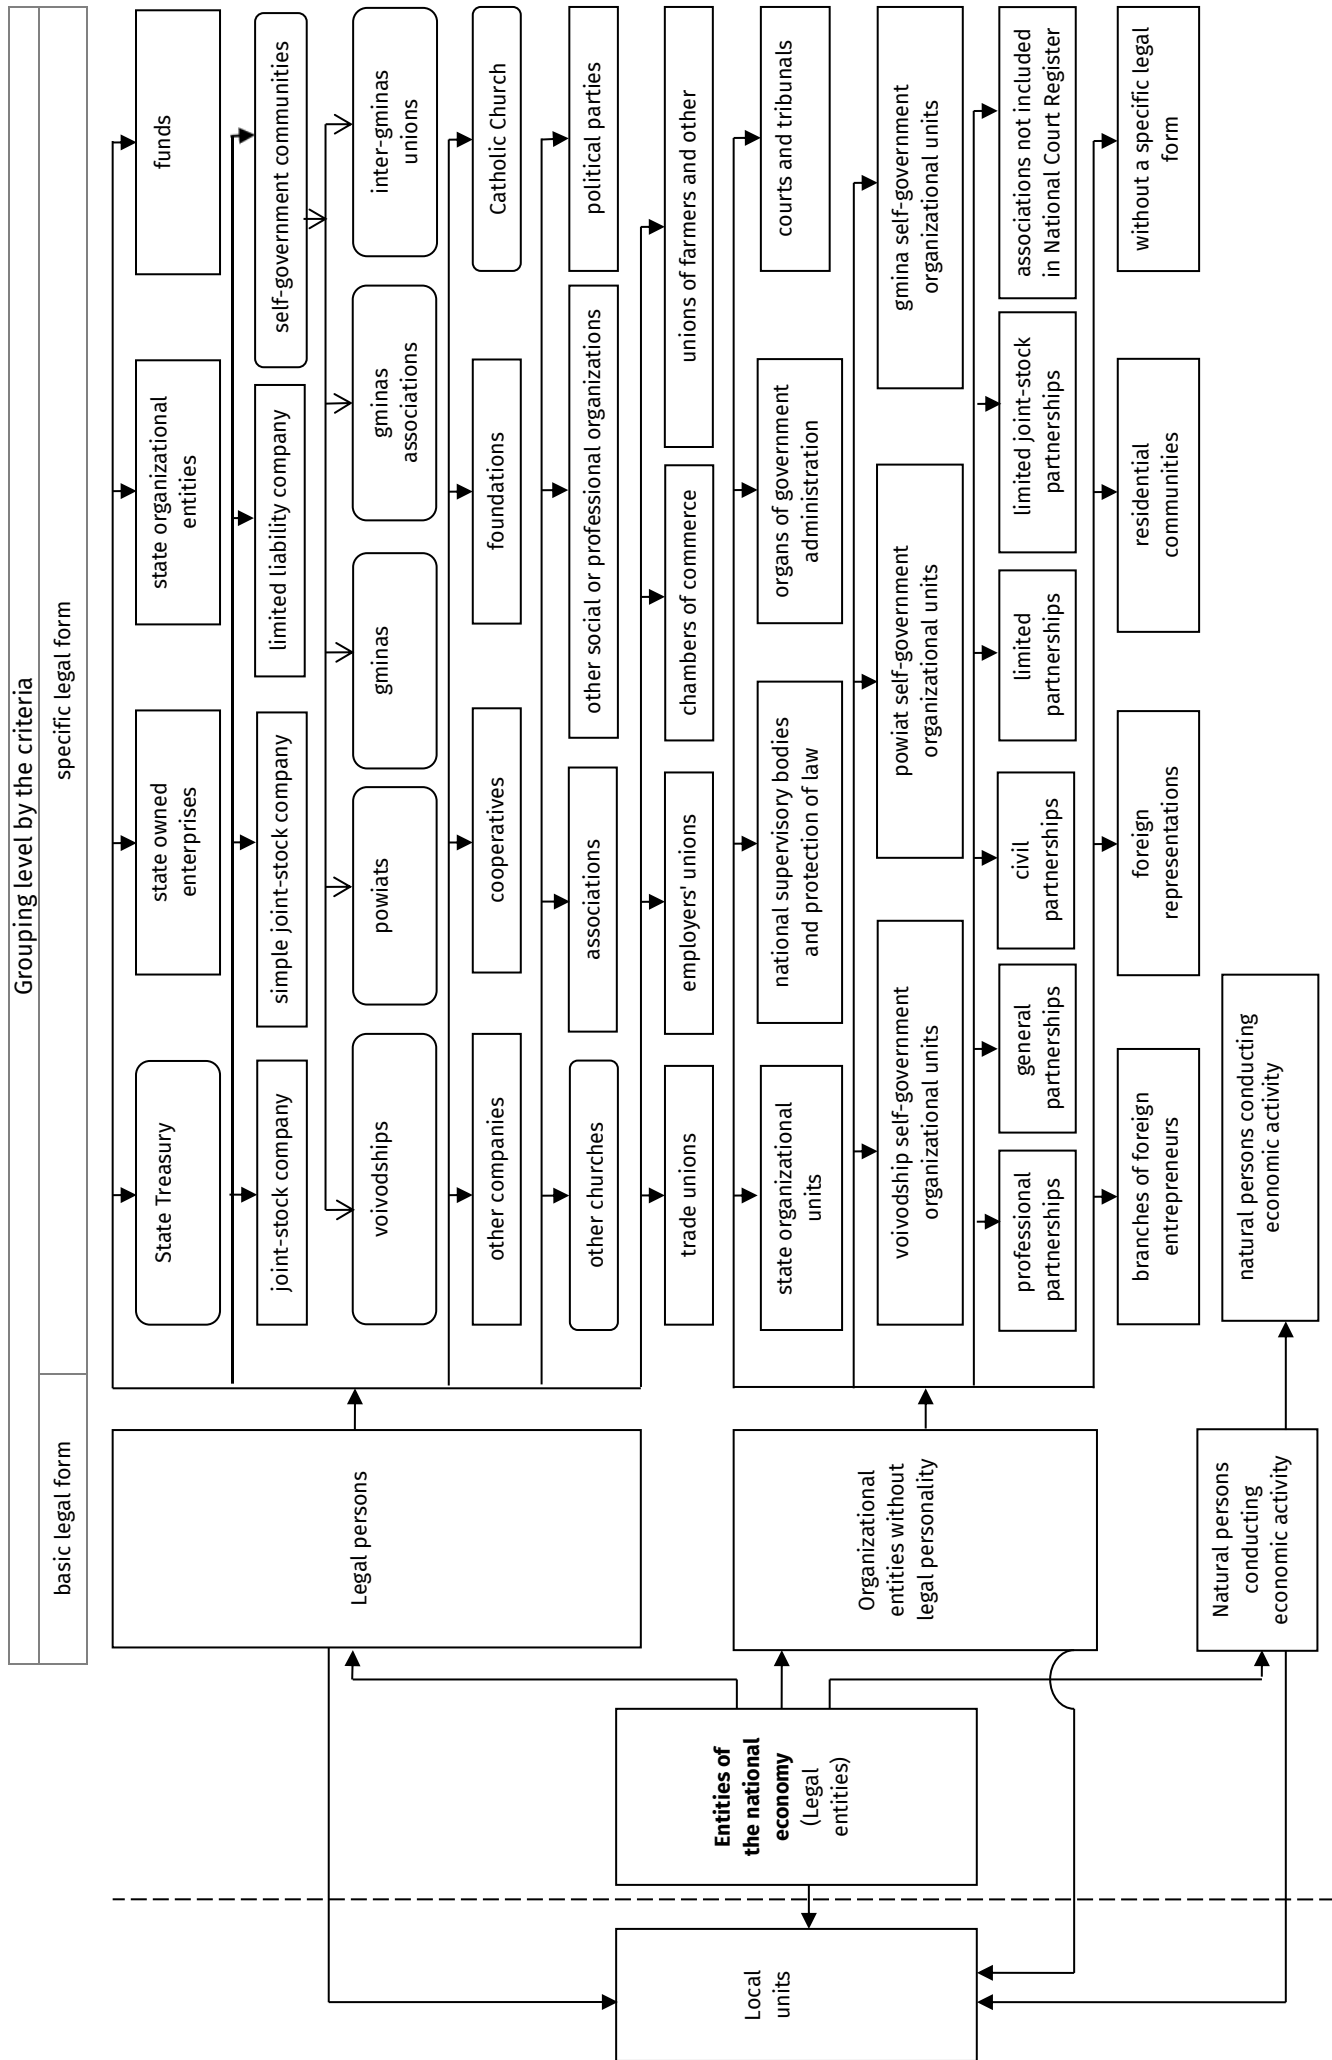 Grouping level by the criteria
basic legal form
specific legal form
State Treasury
state owned
enterprises
state organizational
entities
funds
joint-stock company
simple joint-stock company
limited liability company
self-government communities
voivodships
powiats
gminas
gminas
associations
inter-gminas
unions
Legal persons
other companies
cooperatives
foundations
Catholic Church
other churches
associations
other social or professional organizations
political parties
trade unions
employers' unions
chambers of commerce
unions of farmers and other
Entities of
the national
economy
(Legal
entities)
Local
units
Organizational
entities without
legal personality
state organizational
units
national supervisory bodies
and protection of law
organs of government
administration
courts and tribunals
voivodship self-government
organizational units
powiat self-government
organizational units
gmina self-government
organizational units
professional
partnerships
general
partnerships
civil
partnerships
limited
partnerships
limited joint-stock
partnerships
associations not included
in National Court Register
branches of foreign
entrepreneurs
foreign
representations
residential
communities
without a specific legal
form
Natural persons
conducting
economic activity
natural persons conducting
economic activity